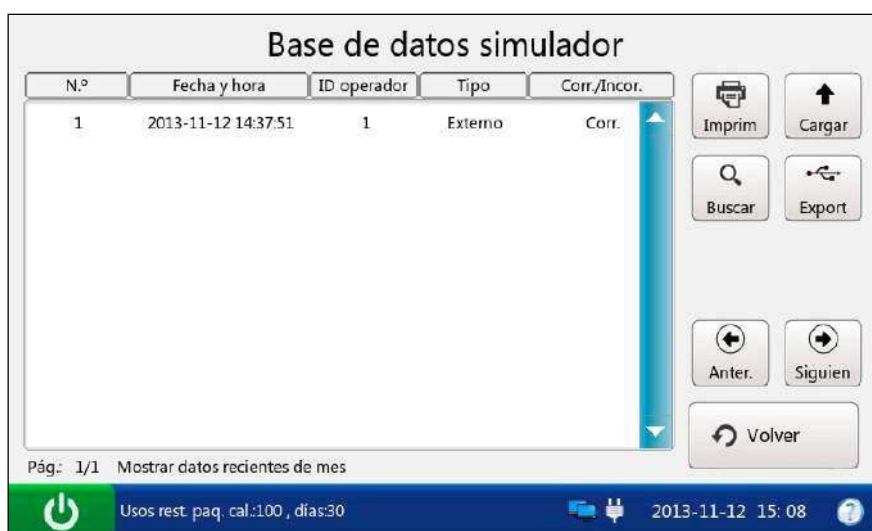 Base de datos simulador
N.º Fecha y hora ID operador Tipo Corr./Incor.
1 2013-11-12 14:37:51 1 Externo Corr.
Imprim Cargar
Buscar Export
Anter. Siguien
Volver
Pág.: 1/1 Mostrar datos recientes de mes
Usos rest. paq. cal.:100 , días:30 2013-11-12 15:08 ?